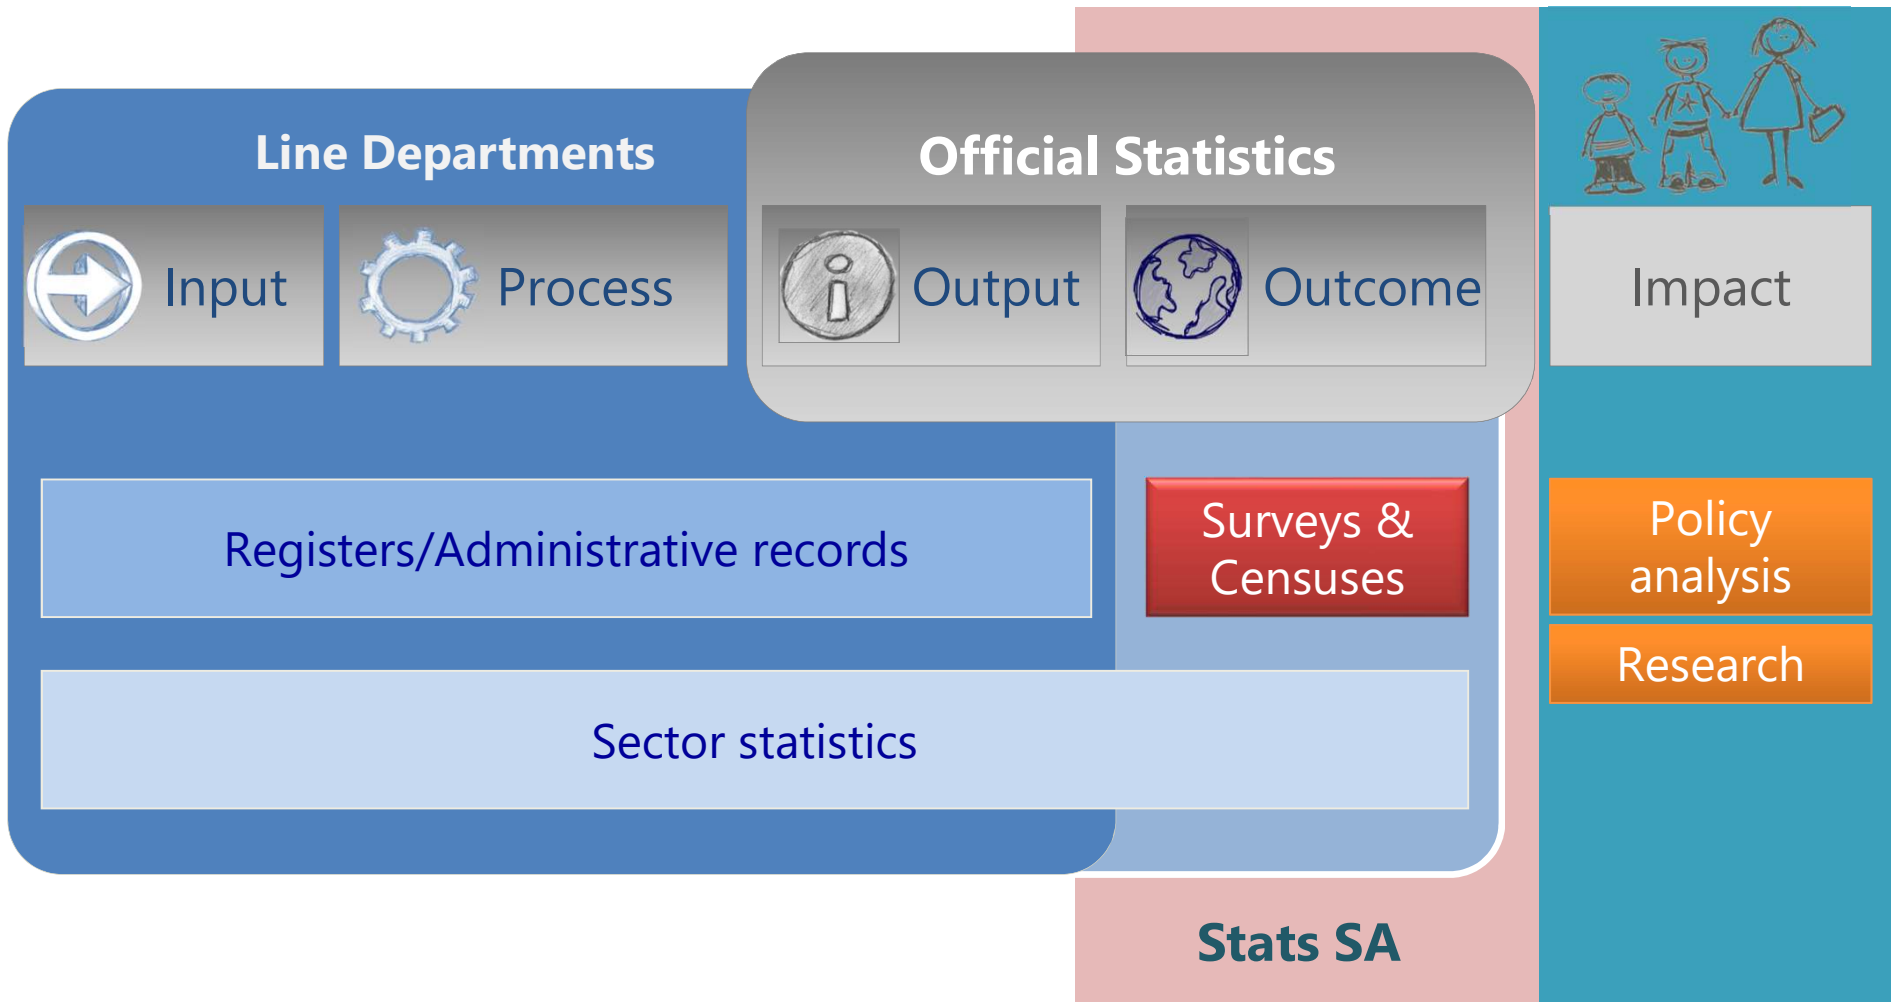 Line Departments
Official Statistics
Input
Process
Output
Outcome
Impact
Registers/Administrative records
Surveys &
Censuses
Policy
analysis
Research
Sector statistics
Stats SA